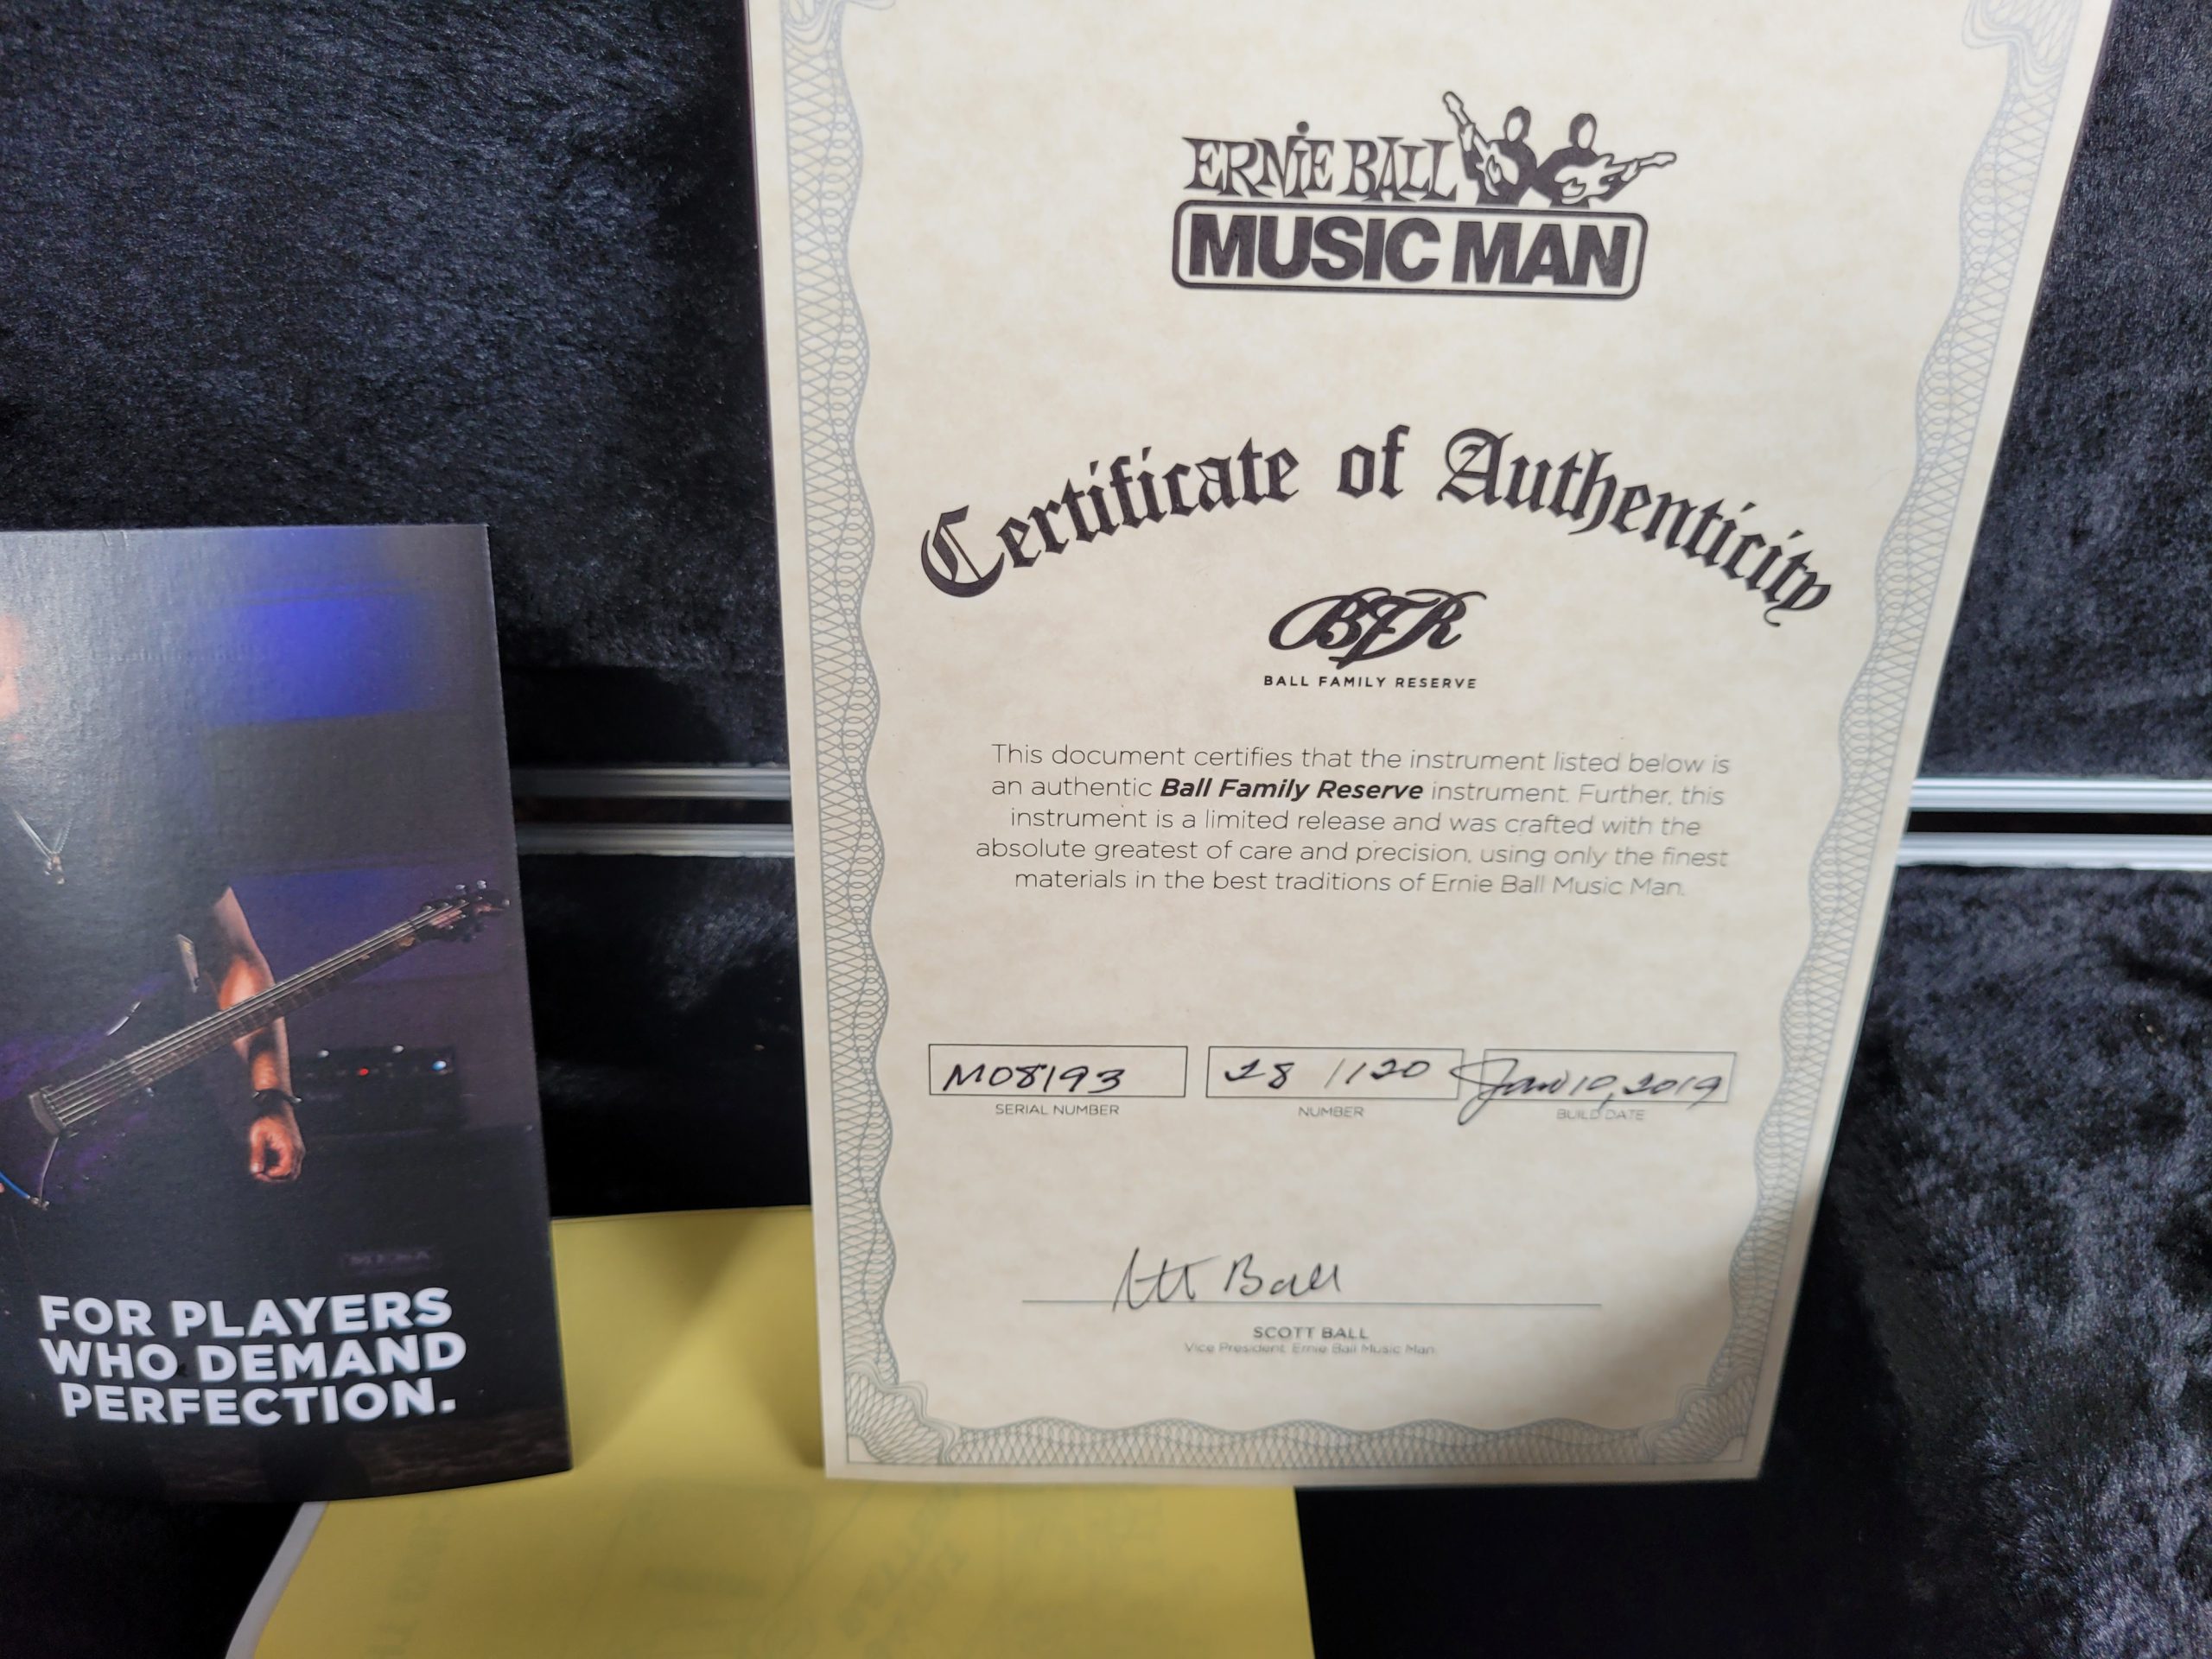 ERNIE BALL
MUSIC MAN
Certificate of Authenticity
BFR
BALL FAMILY RESERVE
This document certifies that the instrument listed below is
an authentic Ball Family Reserve instrument. Further, this
instrument is a limited release and was crafted with the
absolute greatest of care and precision, using only the finest
materials in the best traditions of Ernie Ball Music Man.
M08193
SERIAL NUMBER
28 /120
NUMBER
Jan 10, 2019
BUILD DATE
Ball
SCOTT BALL
Vice President, Ernie Ball Music Man
FOR PLAYERS
WHO DEMAND
PERFECTION.